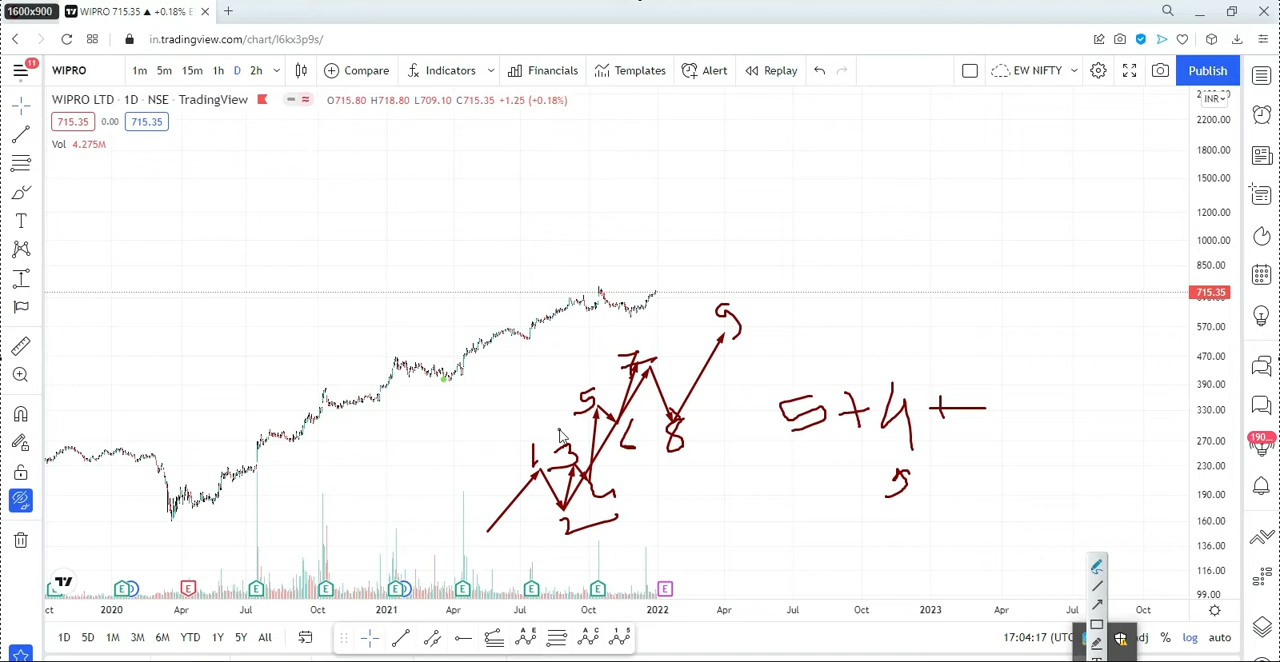 1600x900
WIPRO 715.35 ▲ +0.18% E
in.tradingview.com/chart/l6kx3p9s/
11
WIPRO 1m 5m 15m 1h D 2h Compare Indicators Financials Templates Alert Replay EW NIFTY Publish
WIPRO LTD · 1D · NSE · TradingView O715.80 H718.80 L709.10 C715.35 +1.25 (+0.18%)
INR
715.35 0.00 715.35
Vol 4.275M
2200.00
1800.00
1500.00
1200.00
1000.00
850.00
715.35
570.00
470.00
390.00
330.00
270.00
230.00
190.00
160.00
136.00
116.00
99.00
1
2
3
5
7
8
5 + 4 +
190
E E E E E E E E E
2020 Apr Jul Oct 2021 Apr Jul Oct 2022 Apr Jul Oct 2023 Apr Jul Oct
1D 5D 1M 3M 6M YTD 1Y 5Y All
17:04:17 (UTC
% log auto